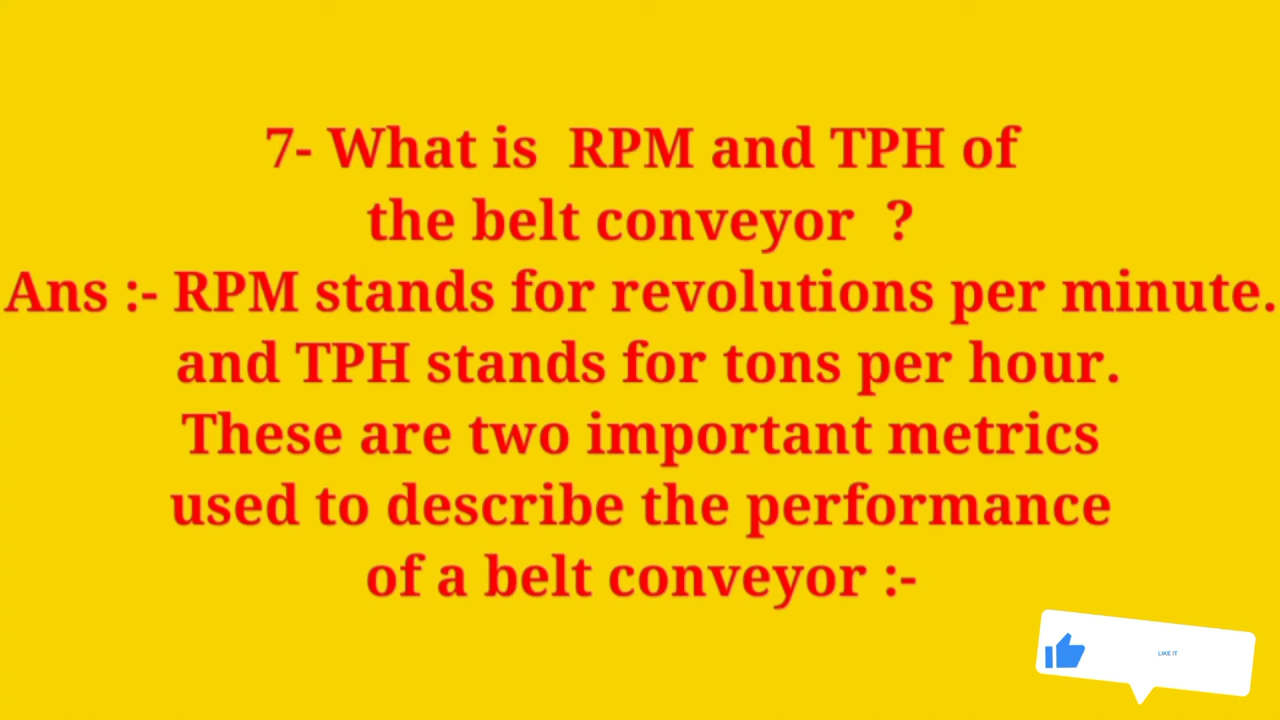 7- What is  RPM and TPH of
the belt conveyor  ?
Ans :- RPM stands for revolutions per minute.
and TPH stands for tons per hour.
These are two important metrics
used to describe the performance
of a belt conveyor :-
LIKE IT